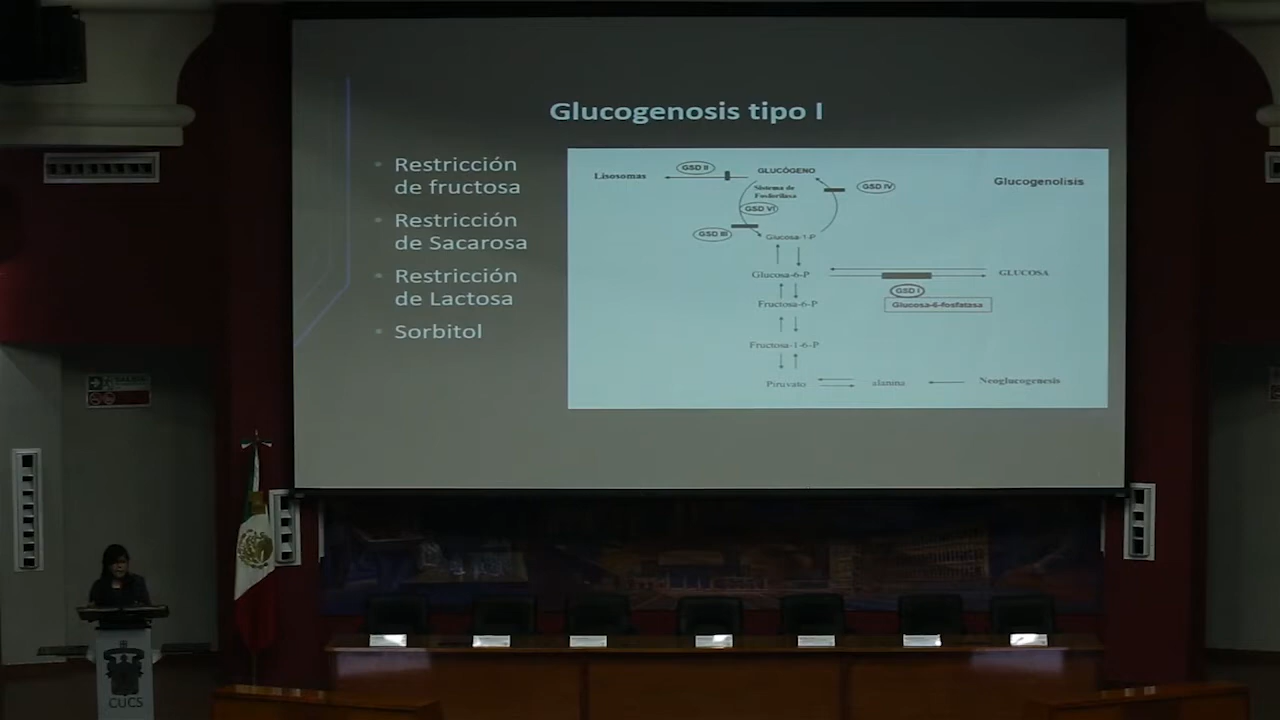 Glucogenosis tipo I
Restricción
de fructosa
Restricción
de Sacarosa
Restricción
de Lactosa
Sorbitol
Lisosomas
GSD II
GLUCÓGENO
Sistema de
Fosforilasa
GSD IV
Glucogenolisis
GSD VI
GSD III
Glucosa-1-P
Glucosa-6-P
GLUCOSA
GSD I
Glucosa-6-fosfatasa
Fructosa-6-P
Fructosa-1-6-P
Piruvato
alanina
Neoglucogenesis
CUCS